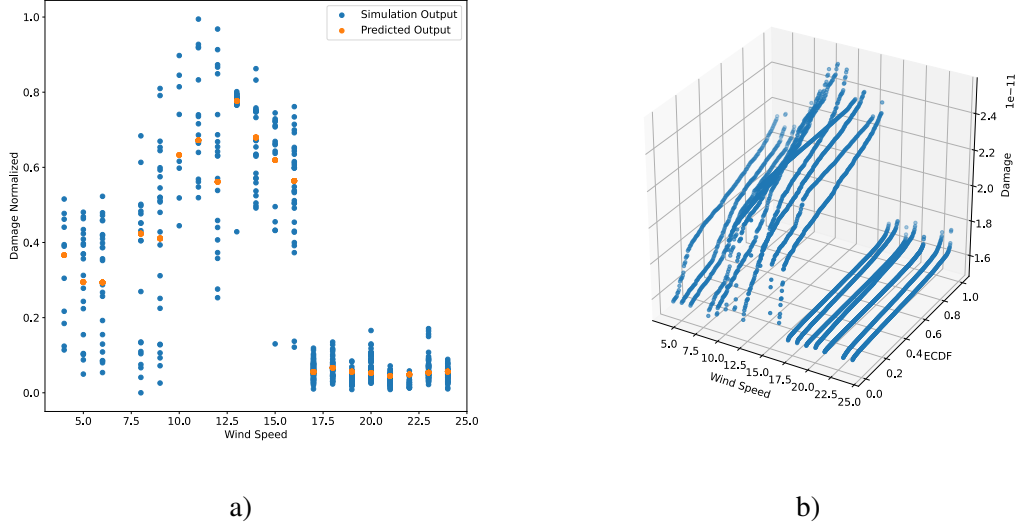 Simulation Output
Predicted Output
1.0
0.8
0.6
0.4
0.2
0.0
Damage Normalized
5.0 7.5 10.0 12.5 15.0 17.5 20.0 22.5 25.0
Wind Speed
a)
1e−11
2.4
2.2
2.0
1.8
1.6
Damage
5.0 7.5 10.0 12.5 15.0 17.5 20.0 22.5 25.0
Wind Speed
0.0 0.2 0.4 0.6 0.8 1.0
ECDF
b)